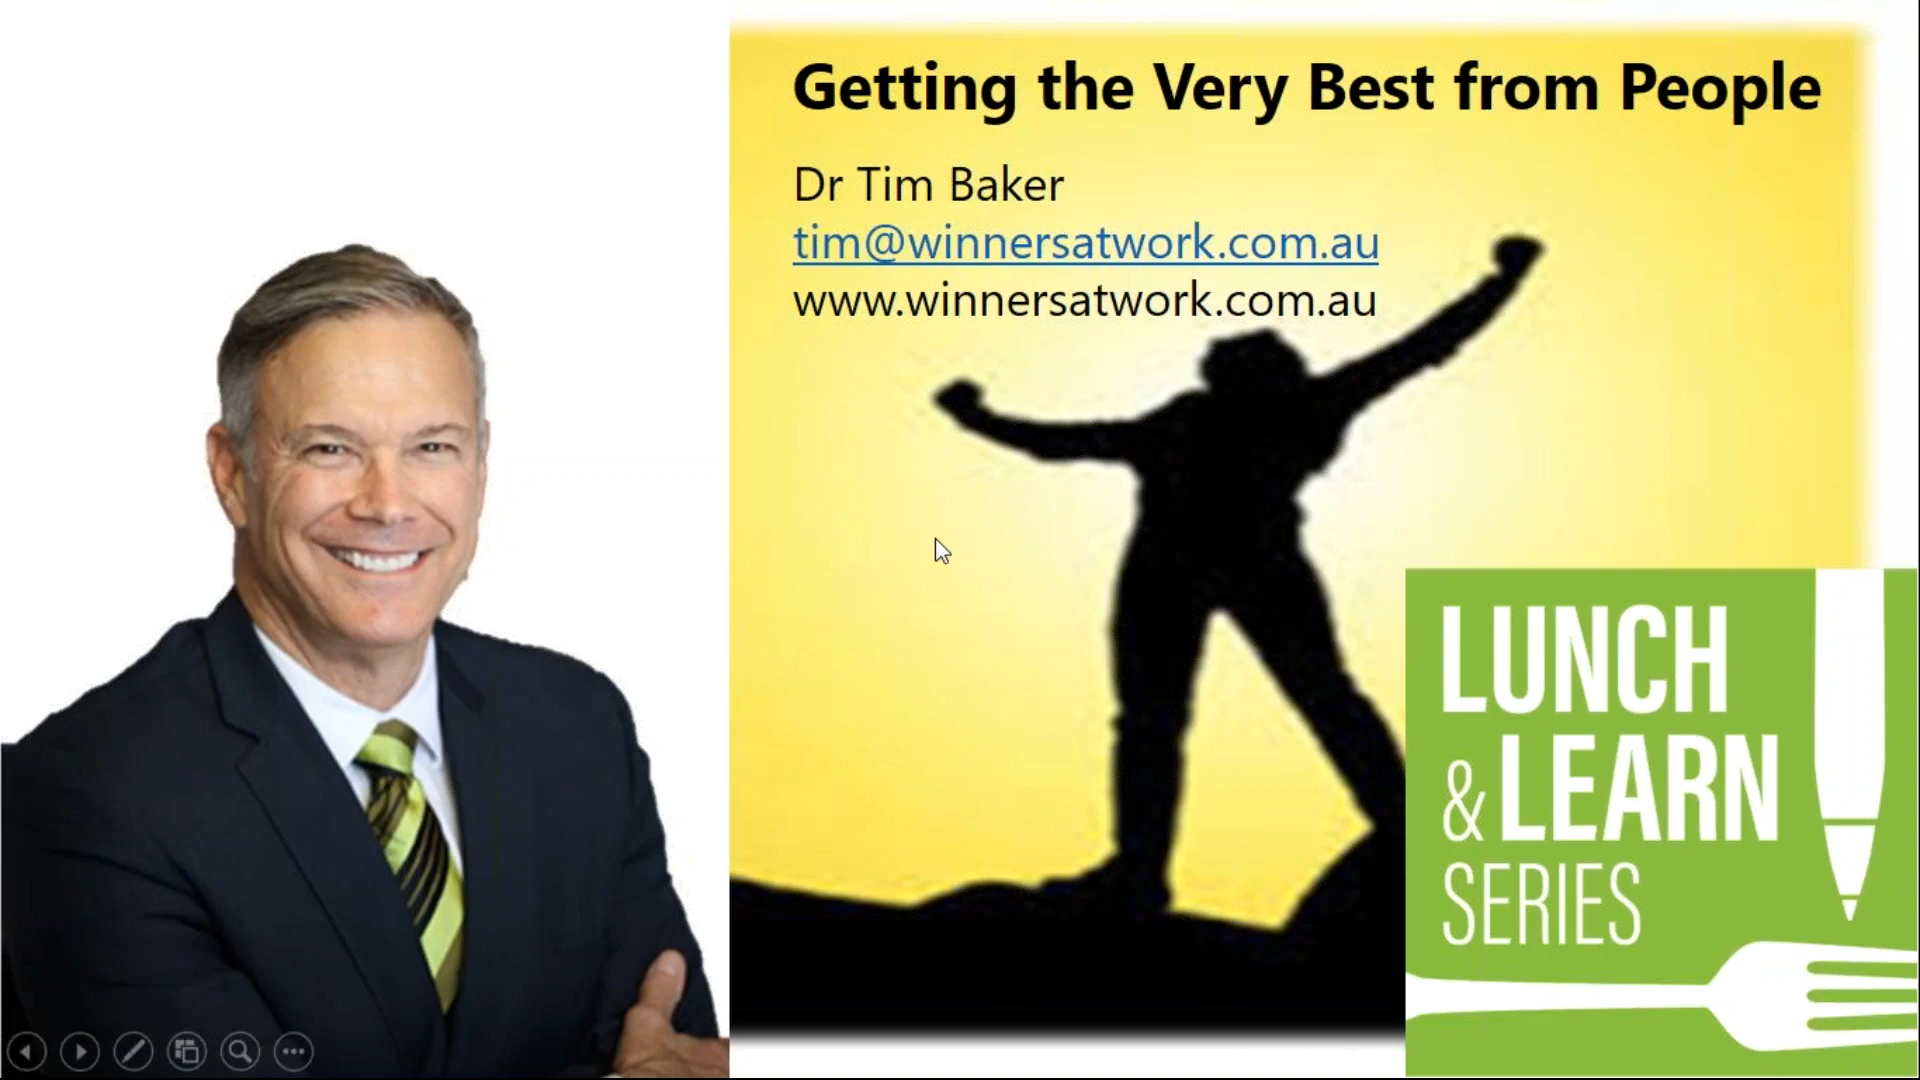 Getting the Very Best from People
Dr Tim Baker
tim@winnersatwork.com.au
www.winnersatwork.com.au
LUNCH
& LEARN
SERIES